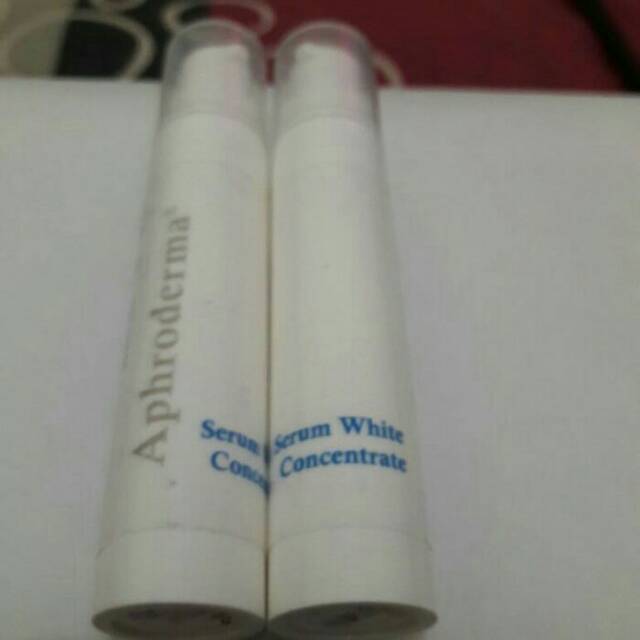 Aphroderma
Serum
Conce
Serum White
Concentrate